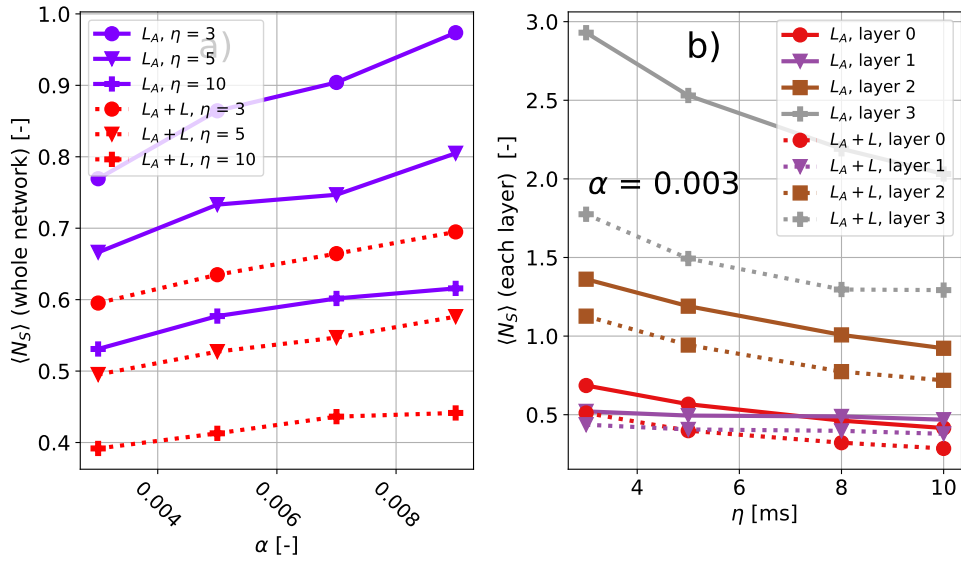 a)
L_A, η = 3
L_A, η = 5
L_A, η = 10
L_A + L, η = 3
L_A + L, η = 5
L_A + L, η = 10
1.0
0.9
0.8
0.7
0.6
0.5
0.4
⟨N_S⟩ (whole network) [-]
0.004
0.006
0.008
α [-]
b)
L_A, layer 0
L_A, layer 1
L_A, layer 2
L_A, layer 3
L_A + L, layer 0
L_A + L, layer 1
L_A + L, layer 2
L_A + L, layer 3
α = 0.003
3.0
2.5
2.0
1.5
1.0
0.5
⟨N_S⟩ (each layer) [-]
4
6
8
10
η [ms]